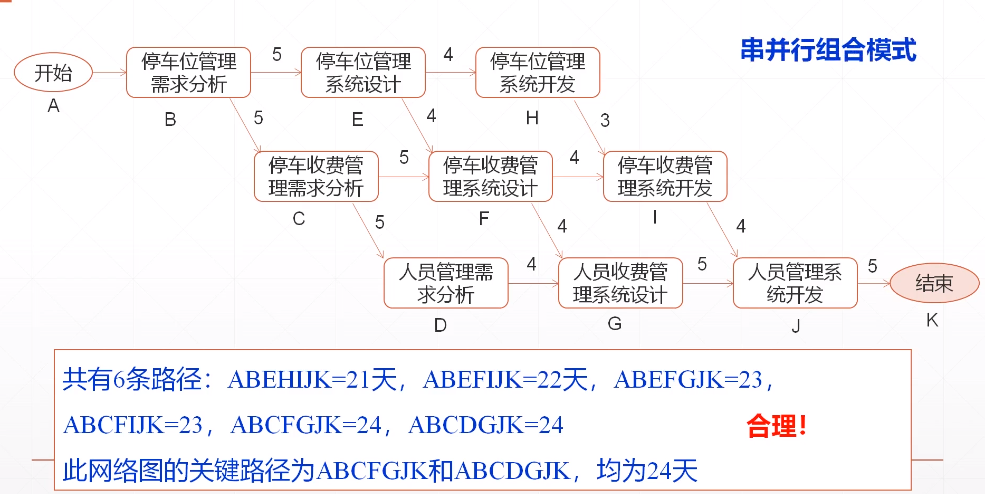 串并行组合模式
开始
A
停车位管理
需求分析
B
5
停车位管理
系统设计
E
4
停车位管理
系统开发
H
5
4
3
停车收费管
理需求分析
C
5
停车收费管
理系统设计
F
4
停车收费管
理系统开发
I
5
4
4
人员管理需
求分析
D
4
人员收费管
理系统设计
G
5
人员管理系
统开发
J
5
结束
K
共有6条路径：ABEHIJK=21天，ABEFIJK=22天，ABEFGJK=23，
ABCFIJK=23，ABCFGJK=24，ABCDGJK=24
合理！
此网络图的关键路径为ABCFGJK和ABCDGJK，均为24天